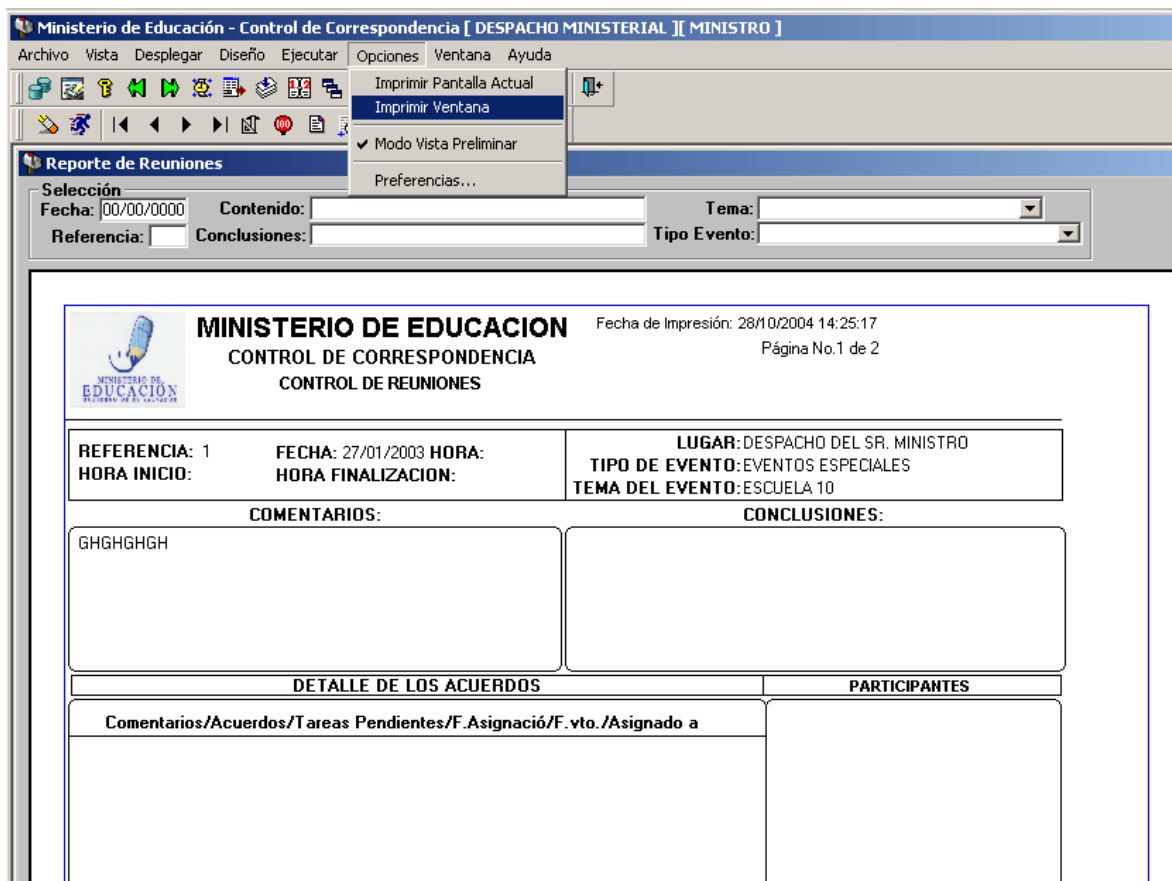 Ministerio de Educación - Control de Correspondencia [ DESPACHO MINISTERIAL ][ MINISTRO ]
Archivo Vista Desplegar Diseño Ejecutar Opciones Ventana Ayuda
Imprimir Pantalla Actual
Imprimir Ventana
Modo Vista Preliminar
Preferencias...
Reporte de Reuniones
Selección
Fecha: 00/00/0000 Contenido: Tema:
Referencia: Conclusiones: Tipo Evento:
MINISTERIO DE EDUCACION Fecha de Impresión: 28/10/2004 14:25:17
CONTROL DE CORRESPONDENCIA Página No.1 de 2
CONTROL DE REUNIONES
MINISTERIO DE
EDUCACIÓN
REFERENCIA: 1 FECHA: 27/01/2003 HORA: LUGAR: DESPACHO DEL SR. MINISTRO
HORA INICIO: HORA FINALIZACION: TIPO DE EVENTO: EVENTOS ESPECIALES
TEMA DEL EVENTO: ESCUELA 10
COMENTARIOS: CONCLUSIONES:
GHGHGHGH
DETALLE DE LOS ACUERDOS PARTICIPANTES
Comentarios/Acuerdos/Tareas Pendientes/F.Asignació/F.vto./Asignado a